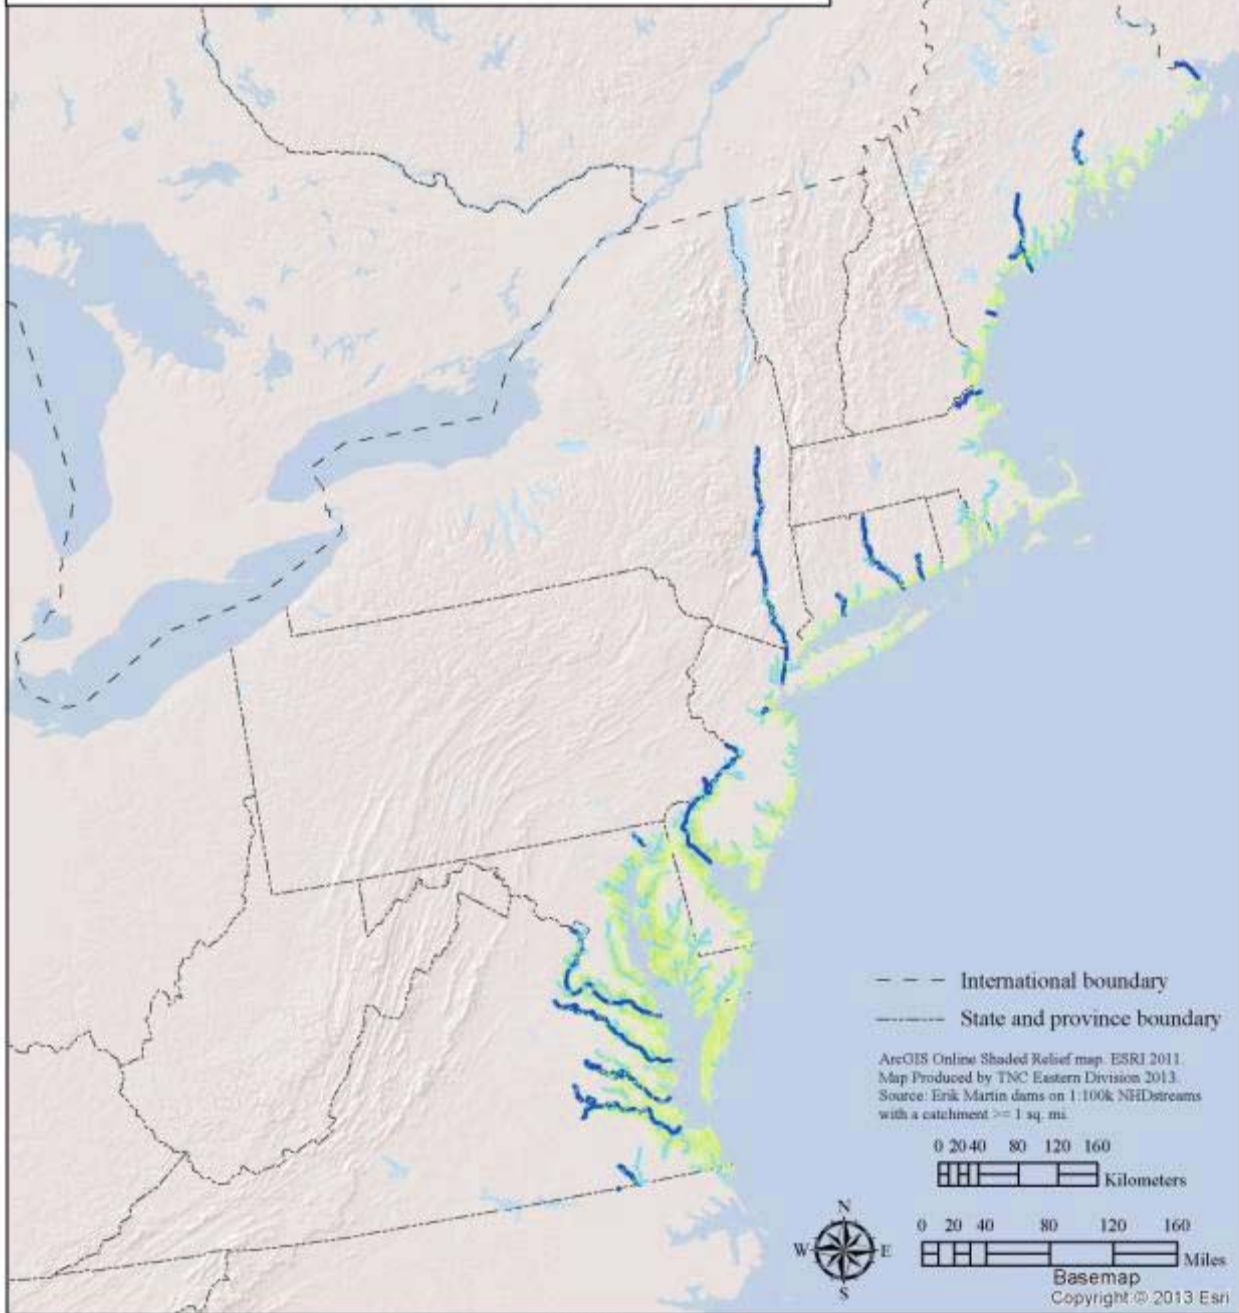 International boundary
State and province boundary
ArcGIS Online Shaded Relief map. ESRI 2011.
Map Produced by TNC Eastern Division 2013.
Source: Erik Martin dams on 1:100k NHDstreams
with a catchment >= 1 sq. mi.
0 20 40 80 120 160
Kilometers
N
W E
S
0 20 40 80 120 160
Miles
Basemap
Copyright:© 2013 Esri